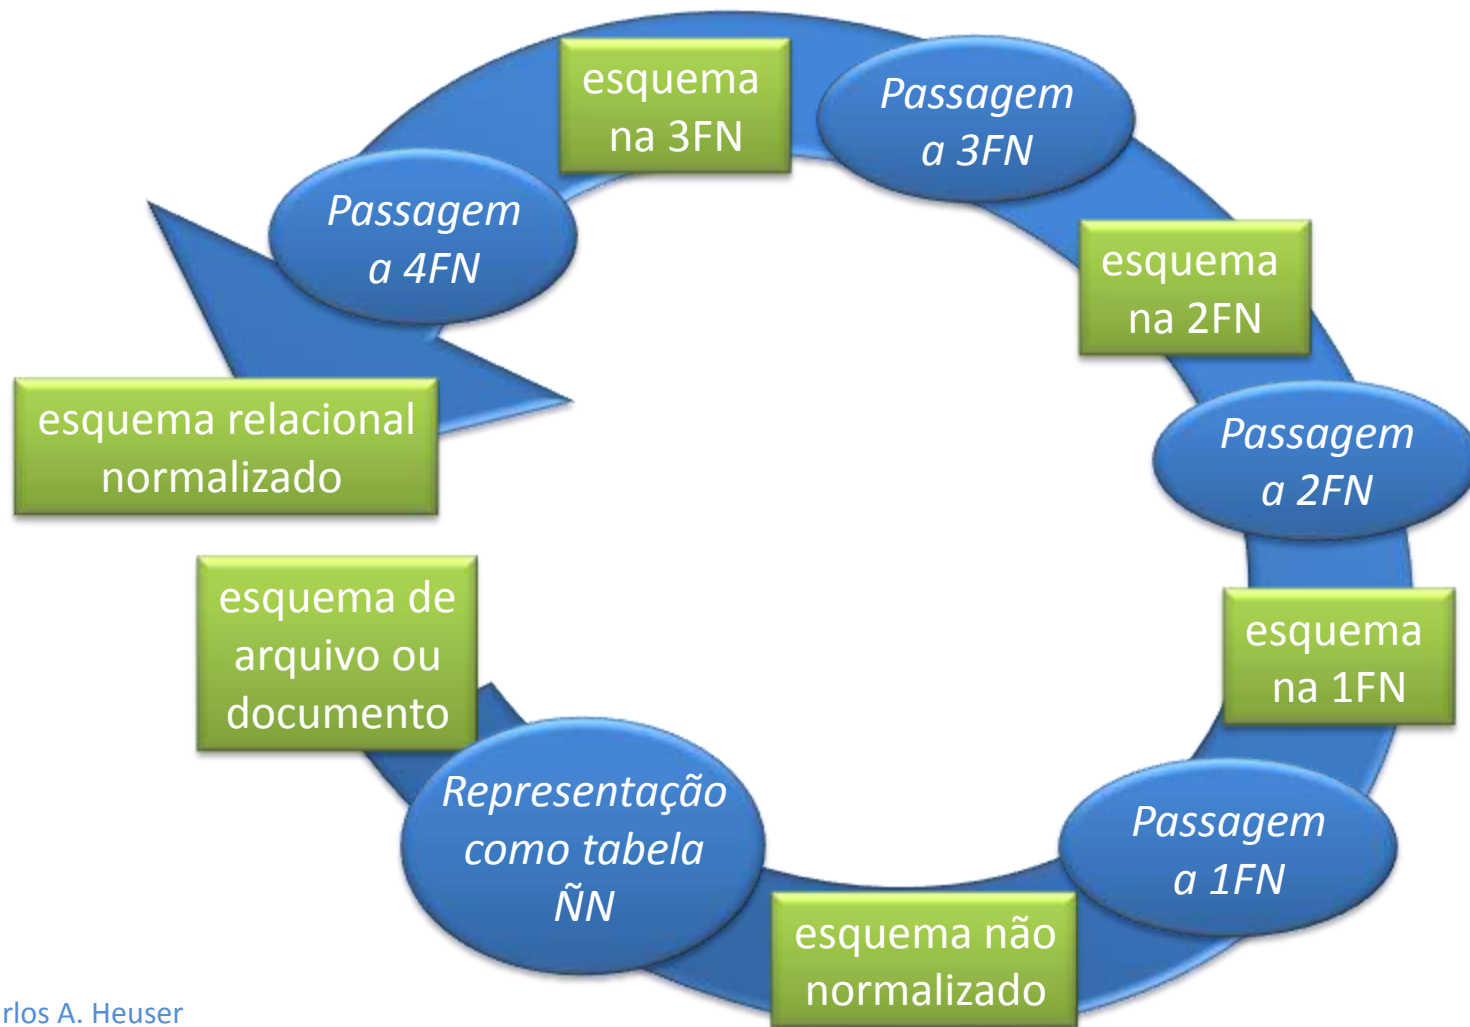 esquema
na 3FN
Passagem
a 3FN
Passagem
a 4FN
esquema
na 2FN
esquema relacional
normalizado
Passagem
a 2FN
esquema de
arquivo ou
documento
esquema
na 1FN
Representação
como tabela
ÑN
Passagem
a 1FN
esquema não
normalizado
rlos A. Heuser